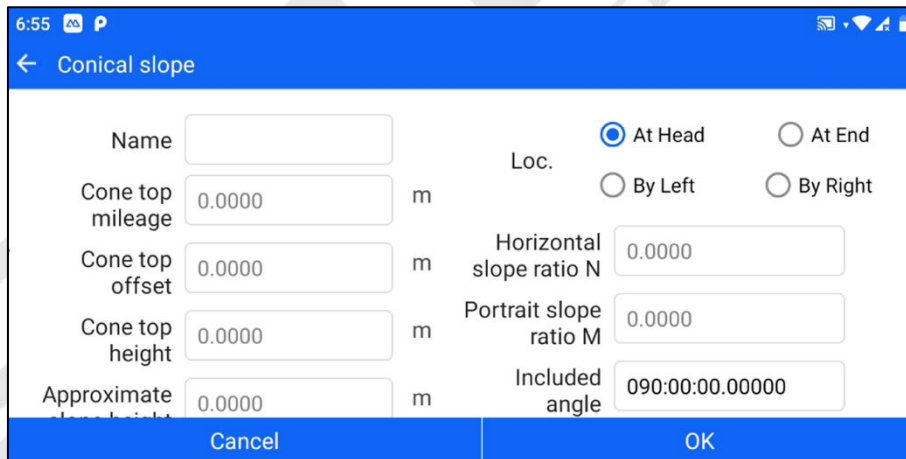 6:55
Conical slope
Name
Cone top
mileage
0.0000
m
Cone top
offset
0.0000
m
Cone top
height
0.0000
m
Approximate
slope height
0.0000
m
Loc.
At Head
At End
By Left
By Right
Horizontal
slope ratio N
0.0000
Portrait slope
ratio M
0.0000
Included
angle
090:00:00.00000
Cancel
OK